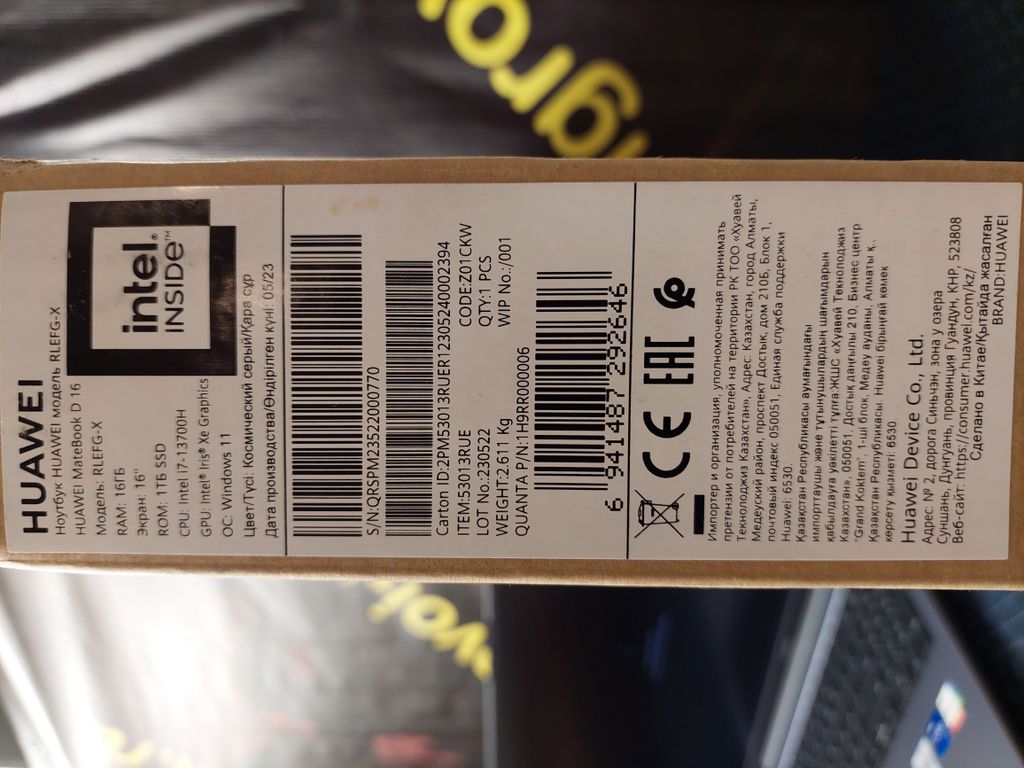 HUAWEI
Ноутбук HUAWEI модель RLEFG-X
HUAWEI MateBook D 16
Модель: RLEFG-X
RAM: 16ГБ
Экран: 16"
ROM: 1ТБ SSD
CPU: Intel i7-13700H
GPU: Intel® Iris® Xe Graphics
ОС: Windows 11
Цвет/Түсі: Космический серый/Қара сұр
Дата производства/Өндірілген күні: 05/23
intel®
INSIDE™
S/N:QRSPM23522000770
Carton ID:2PM53013RUER12305240002394
ITEM:53013RUE CODE:Z01CKW
LOT No.:230522 QTY:1 PCS
WEIGHT:2.611 Kg WIP No.:/001
QUANTA P/N:1H9RR000006
6 941487 292646
CE EAC
Импортер и организация, уполномоченная принимать
претензии от потребителей на территории РК ТОО «Хуавей
Текнолоджиз Казахстан», Адрес: Казахстан, город Алматы,
Медеуский район, проспект Достык, дом 210Б, Блок 1,
почтовый индекс 050051, Единая служба поддержки
Huawei: 6530.
Қазақстан Республикасы аумағындағы
импорттаушы және тұтынушылардың шағымдарын
қабылдауға уәкілетті тұлға ЖШС «Хуавей Текнолоджиз
Казахстан», 050051, Достық даңғылы 210, Бизнес центр
"Grand Koktem", 1-ші блок, Медеу ауданы, Алматы қ.,
Қазақстан Республикасы. Huawei бірыңғай көмек
көрсету қызметі: 6530.
Huawei Device Co., Ltd.
Адрес: № 2, дорога Синьчэн, зона у озера
Суншань, Дунгуань, провинция Гуандун, КНР, 523808
Веб-сайт: https://consumer.huawei.com/kz/
Сделано в Китае/Қытайда жасалған
BRAND:HUAWEI